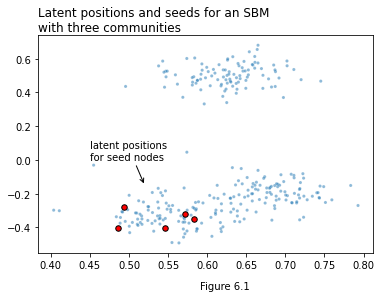 Latent positions and seeds for an SBM
with three communities
0.6
0.4
0.2
0.0
−0.2
−0.4
latent positions
for seed nodes
0.40 0.45 0.50 0.55 0.60 0.65 0.70 0.75 0.80
Figure 6.1